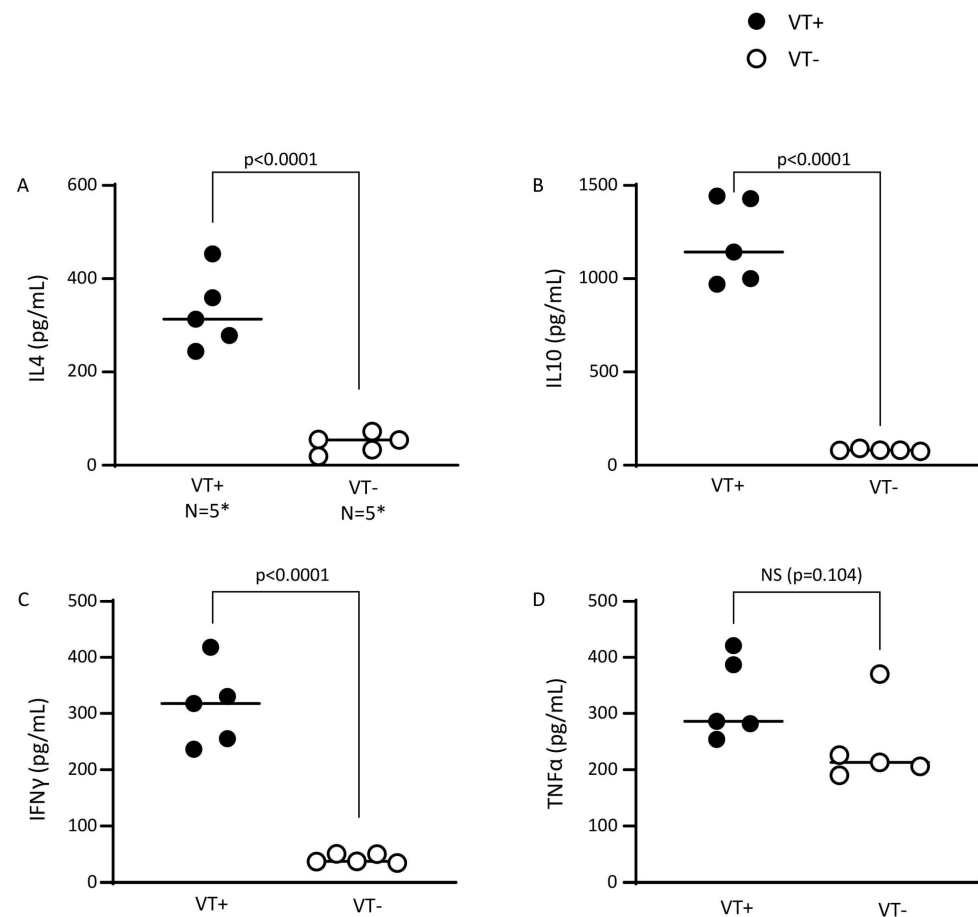 VT+
VT-
A
p<0.0001
600
400
200
0
IL4 (pg/mL)
VT+
N=5*
VT-
N=5*
B
p<0.0001
1500
1000
500
0
IL10 (pg/mL)
VT+
VT-
C
p<0.0001
500
400
300
200
100
0
IFNγ (pg/mL)
VT+
VT-
D
NS (p=0.104)
500
400
300
200
100
0
TNFα (pg/mL)
VT+
VT-